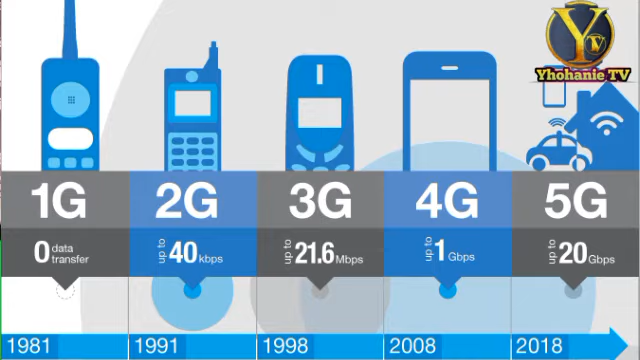 Y
TV
Yhohanie TV
1G
2G
3G
4G
5G
0 data transfer
up to 40 kbps
up to 21.6 Mbps
up to 1 Gbps
up to 20 Gbps
1981
1991
1998
2008
2018